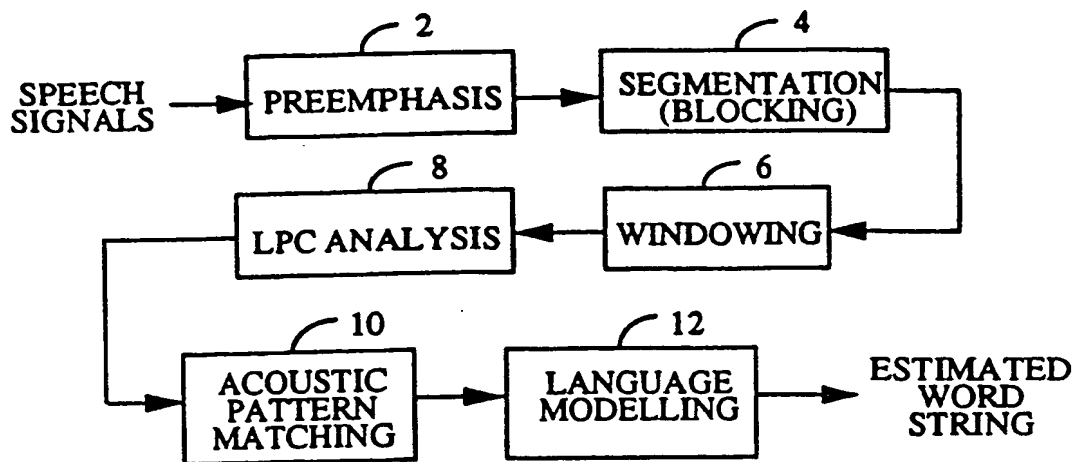 2
4
SPEECH
SIGNALS
PREEMPHASIS
SEGMENTATION
(BLOCKING)
8
6
LPC ANALYSIS
WINDOWING
10
12
ACOUSTIC
PATTERN
MATCHING
LANGUAGE
MODELLING
ESTIMATED
WORD
STRING